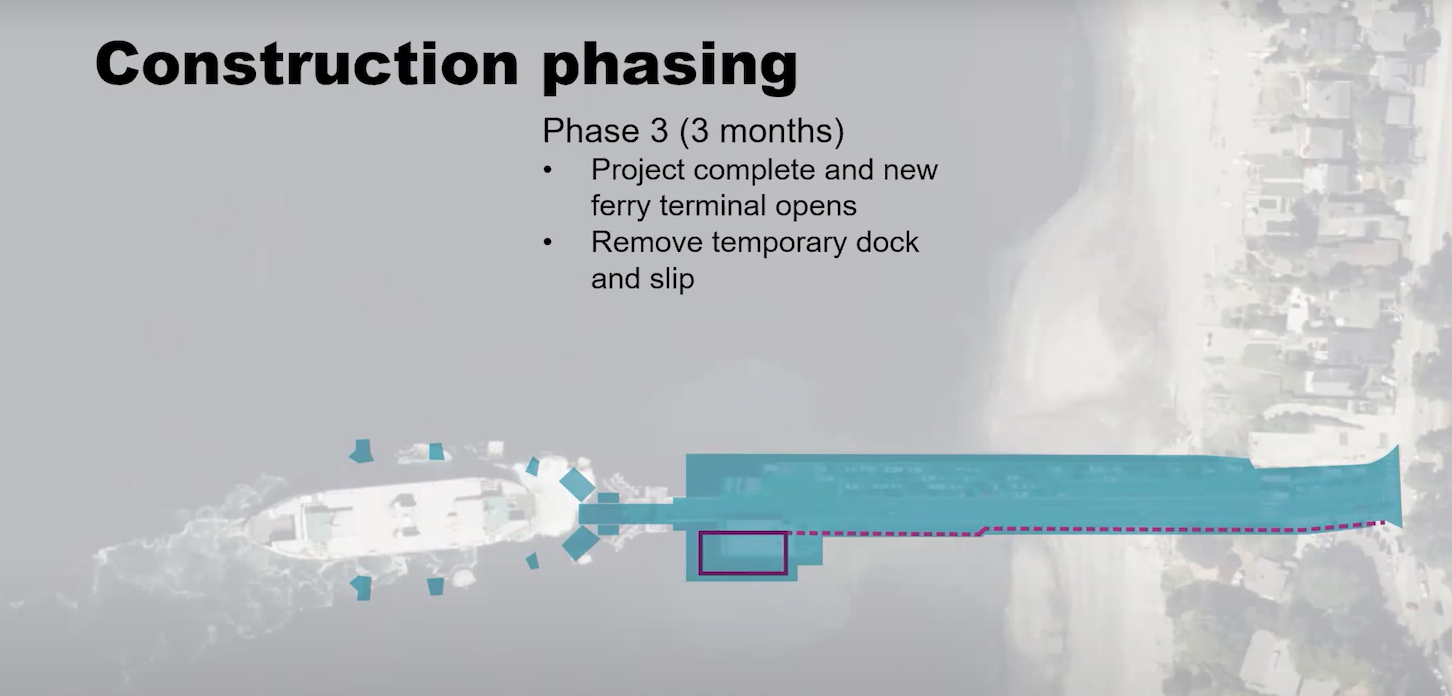 Construction phasing
Phase 3 (3 months)
• Project complete and new
ferry terminal opens
• Remove temporary dock
and slip